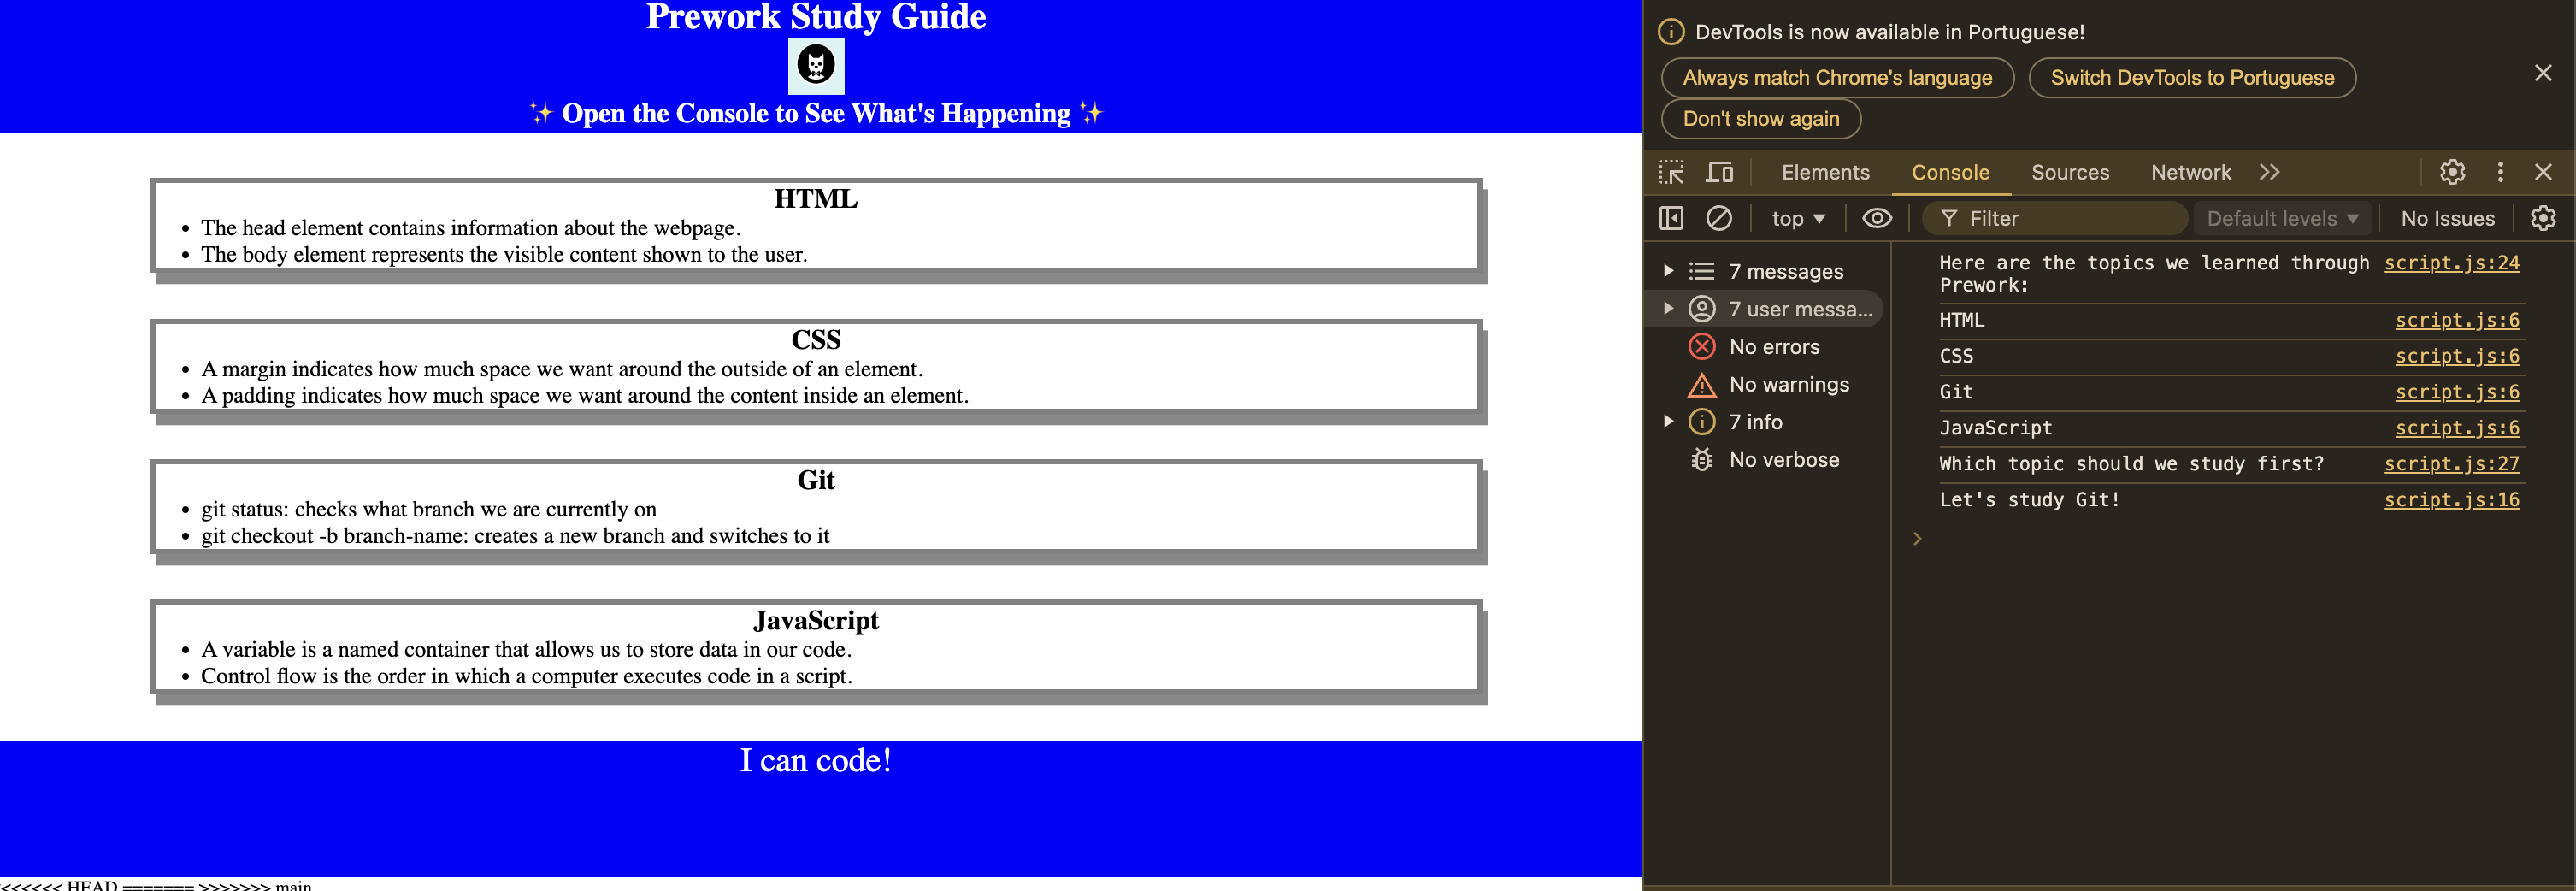 Prework Study Guide
✨ Open the Console to See What's Happening ✨
HTML
• The head element contains information about the webpage.
• The body element represents the visible content shown to the user.
CSS
• A margin indicates how much space we want around the outside of an element.
• A padding indicates how much space we want around the content inside an element.
Git
• git status: checks what branch we are currently on
• git checkout -b branch-name: creates a new branch and switches to it
JavaScript
• A variable is a named container that allows us to store data in our code.
• Control flow is the order in which a computer executes code in a script.
I can code!
<<<<<<< HEAD ======= >>>>>>> main
DevTools is now available in Portuguese!
Always match Chrome's language
Switch DevTools to Portuguese
Don't show again
Elements Console Sources Network
top Filter Default levels No Issues
7 messages
7 user messa...
No errors
No warnings
7 info
No verbose
Here are the topics we learned through script.js:24
Prework:
HTML script.js:6
CSS script.js:6
Git script.js:6
JavaScript script.js:6
Which topic should we study first? script.js:27
Let's study Git! script.js:16